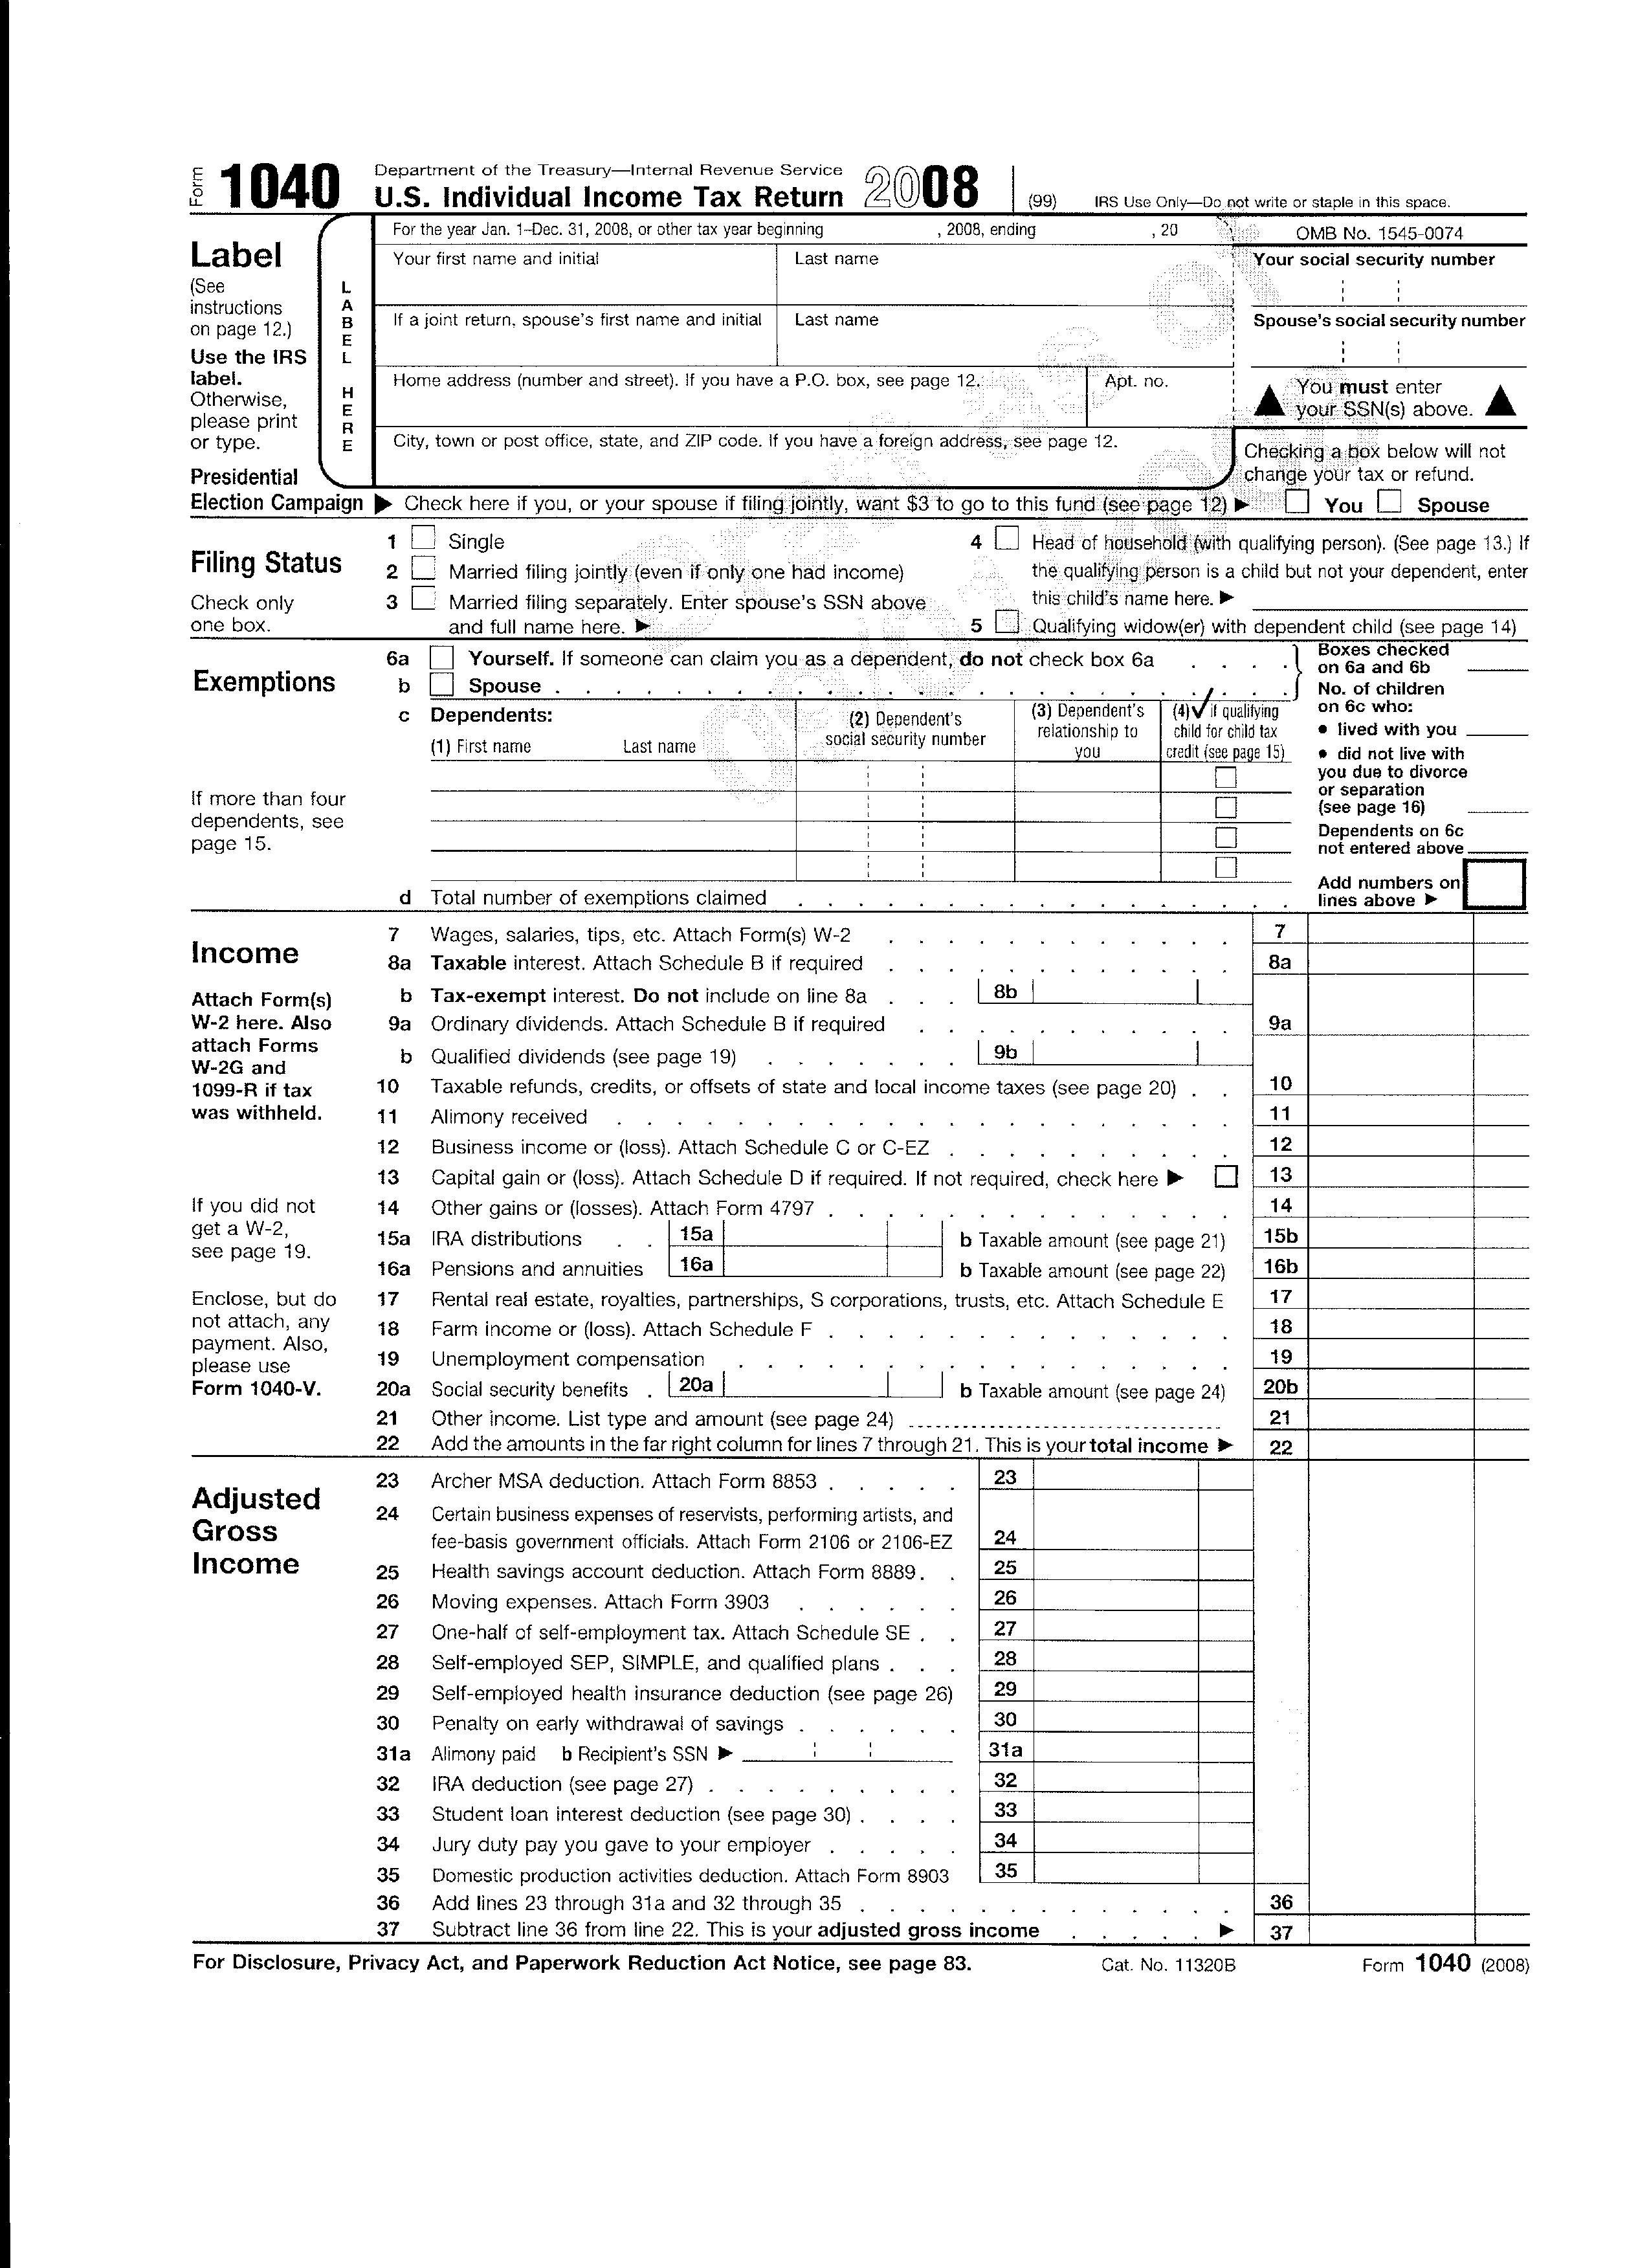 Form 1040 Department of the Treasury—Internal Revenue Service
U.S. Individual Income Tax Return 2008 (99) IRS Use Only—Do not write or staple in this space.
For the year Jan. 1–Dec. 31, 2008, or other tax year beginning , 2008, ending , 20 OMB No. 1545-0074
Label
(See
instructions
on page 12.)
Use the IRS
label.
Otherwise,
please print
or type.
LABEL HERE
Your first name and initial Last name Your social security number
If a joint return, spouse's first name and initial Last name Spouse's social security number
Home address (number and street). If you have a P.O. box, see page 12. Apt. no.
▲ You must enter ▲
your SSN(s) above.
City, town or post office, state, and ZIP code. If you have a foreign address, see page 12.
Checking a box below will not
change your tax or refund.
Presidential
Election Campaign ▶ Check here if you, or your spouse if filing jointly, want $3 to go to this fund (see page 12) ▶ You Spouse
Filing Status
Check only
one box.
1 Single
2 Married filing jointly (even if only one had income)
3 Married filing separately. Enter spouse's SSN above
and full name here. ▶
4 Head of household (with qualifying person). (See page 13.) If
the qualifying person is a child but not your dependent, enter
this child's name here. ▶
5 Qualifying widow(er) with dependent child (see page 14)
Exemptions
6a Yourself. If someone can claim you as a dependent, do not check box 6a . . . .
b Spouse . . . . . . . . . . . . . . . . . . . . . . . .
c Dependents:
(1) First name Last name
(2) Dependent's
social security number
(3) Dependent's
relationship to
you
(4) ✓ if qualifying
child for child tax
credit (see page 15)
If more than four
dependents, see
page 15.
d Total number of exemptions claimed . . . . . . . . . . . . . . . . .
Boxes checked
on 6a and 6b
No. of children
on 6c who:
• lived with you
• did not live with
you due to divorce
or separation
(see page 16)
Dependents on 6c
not entered above
Add numbers on
lines above ▶
Income
Attach Form(s)
W-2 here. Also
attach Forms
W-2G and
1099-R if tax
was withheld.
If you did not
get a W-2,
see page 19.
Enclose, but do
not attach, any
payment. Also,
please use
Form 1040-V.
7 Wages, salaries, tips, etc. Attach Form(s) W-2 . . . . . . . . . . . . 7
8a Taxable interest. Attach Schedule B if required . . . . . . . . . . . . 8a
b Tax-exempt interest. Do not include on line 8a . . . 8b
9a Ordinary dividends. Attach Schedule B if required . . . . . . . . . . . 9a
b Qualified dividends (see page 19) . . . . . . . 9b
10 Taxable refunds, credits, or offsets of state and local income taxes (see page 20) . . 10
11 Alimony received . . . . . . . . . . . . . . . . . . . . . 11
12 Business income or (loss). Attach Schedule C or C-EZ . . . . . . . . . . 12
13 Capital gain or (loss). Attach Schedule D if required. If not required, check here ▶ 13
14 Other gains or (losses). Attach Form 4797 . . . . . . . . . . . . . . 14
15a IRA distributions . . 15a b Taxable amount (see page 21) 15b
16a Pensions and annuities 16a b Taxable amount (see page 22) 16b
17 Rental real estate, royalties, partnerships, S corporations, trusts, etc. Attach Schedule E 17
18 Farm income or (loss). Attach Schedule F . . . . . . . . . . . . . . 18
19 Unemployment compensation . . . . . . . . . . . . . . . . . 19
20a Social security benefits . 20a b Taxable amount (see page 24) 20b
21 Other income. List type and amount (see page 24) 21
22 Add the amounts in the far right column for lines 7 through 21. This is your total income ▶ 22
Adjusted
Gross
Income
23 Archer MSA deduction. Attach Form 8853 . . . . . 23
24 Certain business expenses of reservists, performing artists, and
fee-basis government officials. Attach Form 2106 or 2106-EZ 24
25 Health savings account deduction. Attach Form 8889 . . 25
26 Moving expenses. Attach Form 3903 . . . . . . 26
27 One-half of self-employment tax. Attach Schedule SE . . 27
28 Self-employed SEP, SIMPLE, and qualified plans . . . 28
29 Self-employed health insurance deduction (see page 26) 29
30 Penalty on early withdrawal of savings . . . . . . 30
31a Alimony paid b Recipient's SSN ▶ 31a
32 IRA deduction (see page 27) . . . . . . . . . 32
33 Student loan interest deduction (see page 30) . . . . 33
34 Jury duty pay you gave to your employer . . . . . 34
35 Domestic production activities deduction. Attach Form 8903 35
36 Add lines 23 through 31a and 32 through 35 . . . . . . . . . . . . . 36
37 Subtract line 36 from line 22. This is your adjusted gross income . . . . . ▶ 37
For Disclosure, Privacy Act, and Paperwork Reduction Act Notice, see page 83. Cat. No. 11320B Form 1040 (2008)